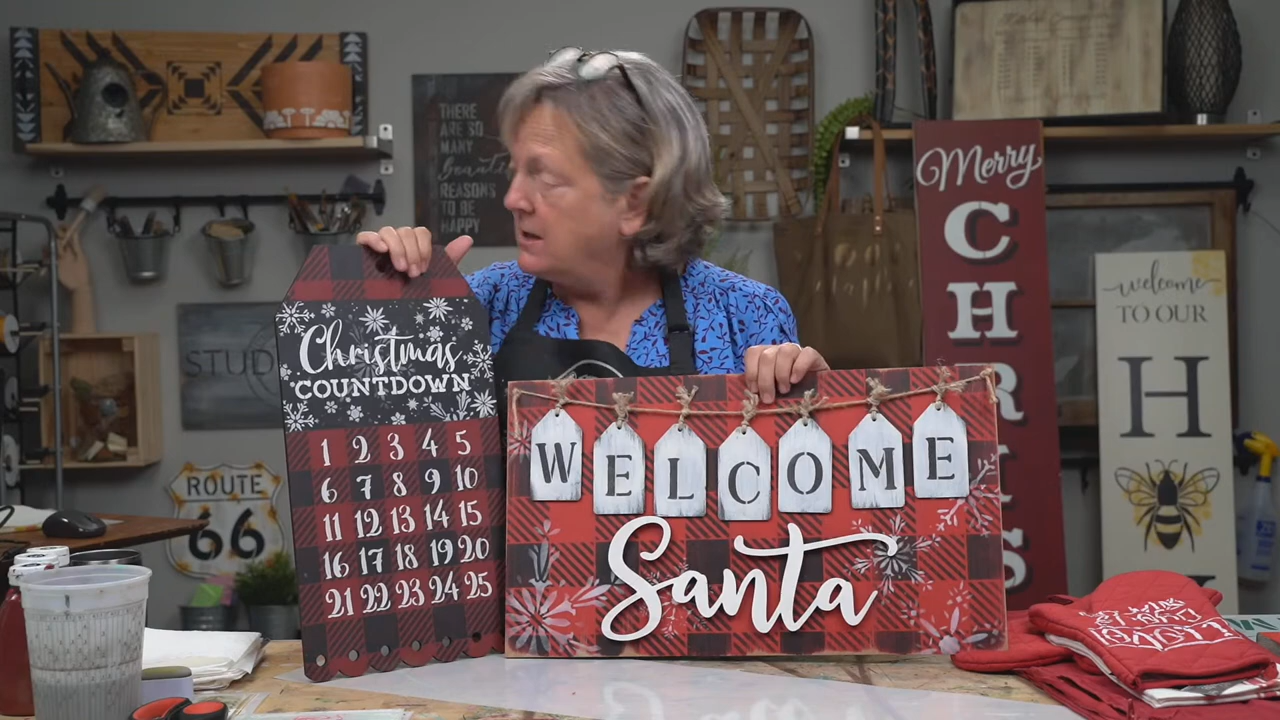 THERE
ARE SO
MANY
REASONS
TO BE
HAPPY
STUD
ROUTE
66
Christmas
COUNTDOWN
1 2 3 4 5
6 7 8 9 10
11 12 13 14 15
16 17 18 19 20
21 22 23 24 25
WELCOME
Santa
Merry
CHRIS
welcome
TO OUR
H